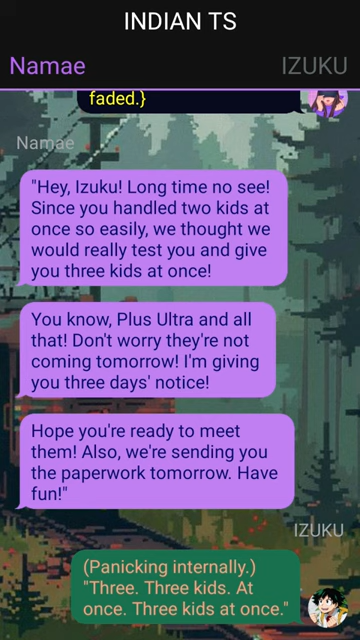 INDIAN TS
Namae
IZUKU
faded.}
Namae
"Hey, Izuku! Long time no see!
Since you handled two kids at
once so easily, we thought we
would really test you and give
you three kids at once!
You know, Plus Ultra and all
that! Don't worry they're not
coming tomorrow! I'm giving
you three days' notice!
Hope you're ready to meet
them! Also, we're sending you
the paperwork tomorrow. Have
fun!"
IZUKU
(Panicking internally.)
"Three. Three kids. At
once. Three kids at once."